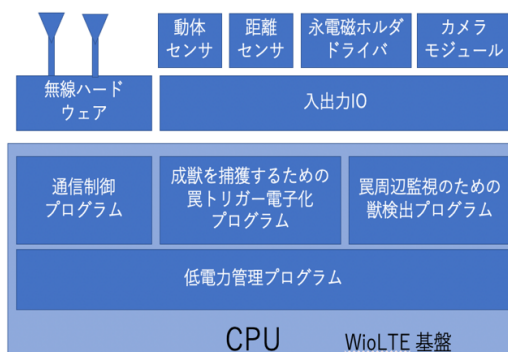 動体
センサ
距離
センサ
永電磁ホルダ
ドライバ
カメラ
モジュール
無線ハード
ウェア
入出力IO
通信制御
プログラム
成獣を捕獲するための
罠トリガー電子化
プログラム
罠周辺監視のための
獣検出プログラム
低電力管理プログラム
CPU
WioLTE 基盤